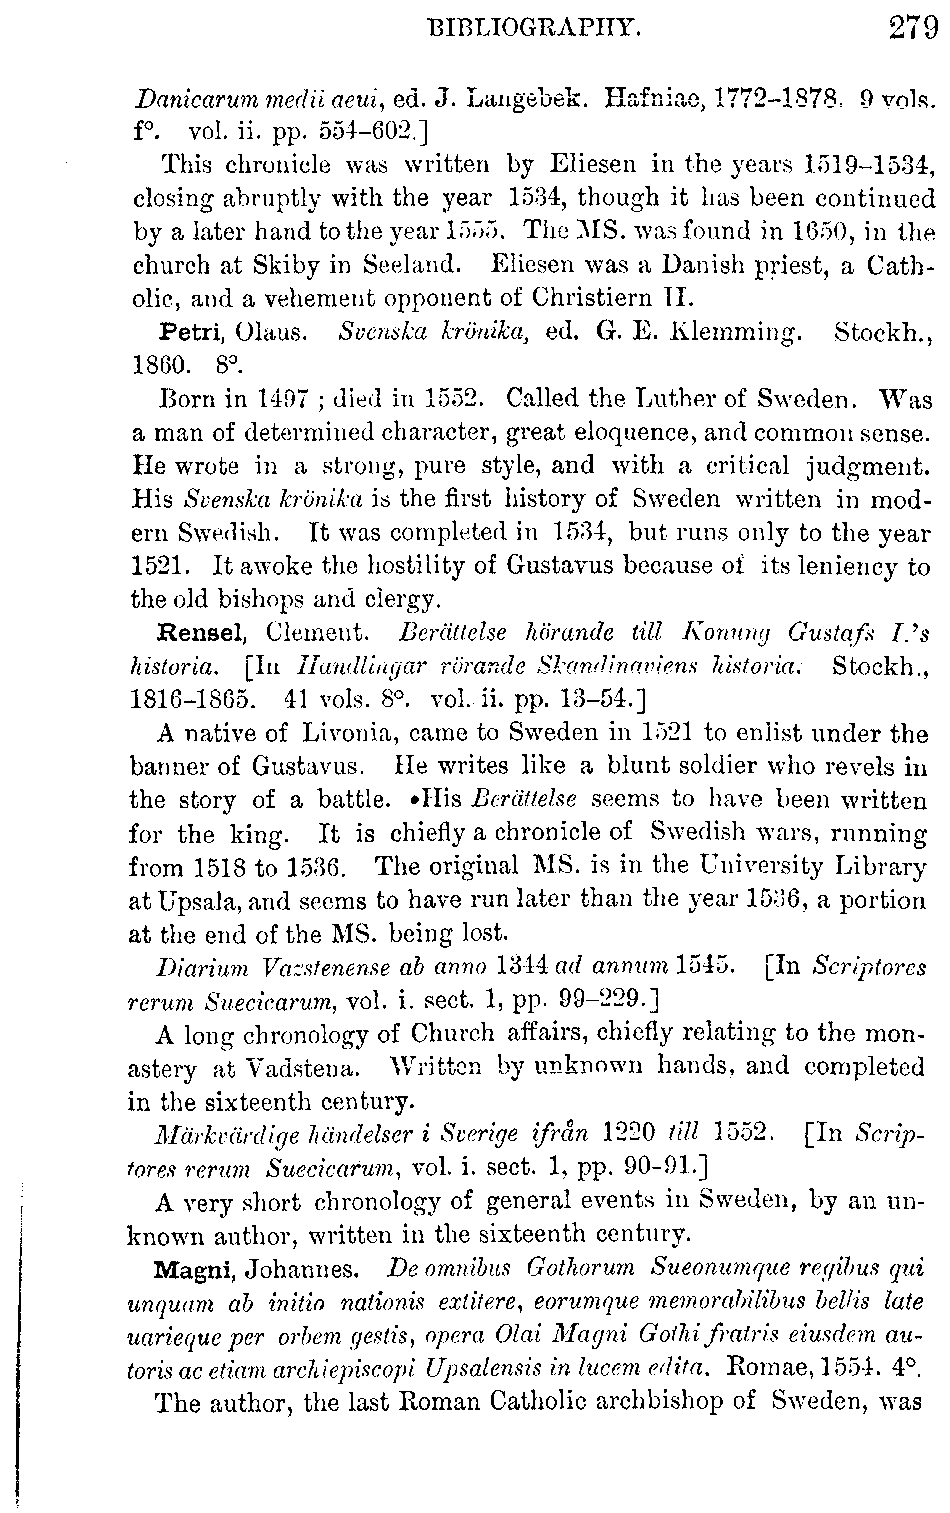 BIBLIOGRAPHY. 279
Danicarum medii aeui, ed. J. Langebek. Hafniae, 1772–1878. 9 vols.
f°. vol. ii. pp. 554–602.]
This chronicle was written by Eliesen in the years 1519–1534,
closing abruptly with the year 1534, though it has been continued
by a later hand to the year 1555. The MS. was found in 1650, in the
church at Skiby in Seeland. Eliesen was a Danish priest, a Cath-
olic, and a vehement opponent of Christiern II.
Petri, Olaus. Svenska krönika, ed. G. E. Klemming. Stockh.,
1860. 8°.
Born in 1497 ; died in 1552. Called the Luther of Sweden. Was
a man of determined character, great eloquence, and common sense.
He wrote in a strong, pure style, and with a critical judgment.
His Svenska krönika is the first history of Sweden written in mod-
ern Swedish. It was completed in 1534, but runs only to the year
1521. It awoke the hostility of Gustavus because of its leniency to
the old bishops and clergy.
Rensel, Clement. Berättelse hörande till Konung Gustafs I.'s
historia. [In Handlingar rörande Skandinaviens historia. Stockh.,
1816–1865. 41 vols. 8°. vol. ii. pp. 13–54.]
A native of Livonia, came to Sweden in 1521 to enlist under the
banner of Gustavus. He writes like a blunt soldier who revels in
the story of a battle. His Berättelse seems to have been written
for the king. It is chiefly a chronicle of Swedish wars, running
from 1518 to 1536. The original MS. is in the University Library
at Upsala, and seems to have run later than the year 1536, a portion
at the end of the MS. being lost.
Diarium Vazstenense ab anno 1344 ad annum 1545. [In Scriptores
rerum Suecicarum, vol. i. sect. 1, pp. 99–229.]
A long chronology of Church affairs, chiefly relating to the mon-
astery at Vadstena. Written by unknown hands, and completed
in the sixteenth century.
Märkvärdige händelser i Sverige ifrån 1220 till 1552. [In Scrip-
tores rerum Suecicarum, vol. i. sect. 1, pp. 90–91.]
A very short chronology of general events in Sweden, by an un-
known author, written in the sixteenth century.
Magni, Johannes. De omnibus Gothorum Sueonumque regibus qui
unquam ab initio nationis extitere, eorumque memorabilibus bellis late
uarieque per orbem gestis, opera Olai Magni Gothi fratris eiusdem au-
toris ac etiam archiepiscopi Upsalensis in lucem edita. Romae, 1554. 4°.
The author, the last Roman Catholic archbishop of Sweden, was